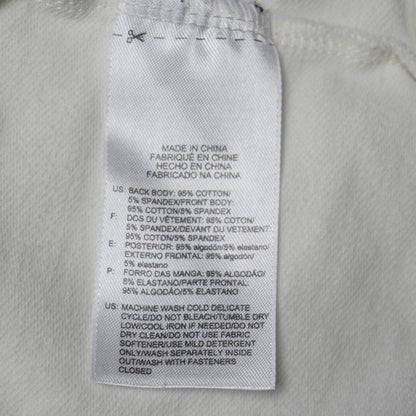 MADE IN CHINA
FABRIQUÉ EN CHINE
HECHO EN CHINA
FABRICADO NA CHINA
US: BACK BODY: 95% COTTON/
5% SPANDEX/FRONT BODY:
95% COTTON/5% SPANDEX
F: DOS DU VÊTEMENT: 95% COTON/
5% SPANDEX/DEVANT DU VÊTEMENT:
95% COTON/5% SPANDEX
E: POSTERIOR: 95% algodón/5% elastano/
EXTERNO FRONTAL: 95% algodón/
5% elastano
P: FORRO DAS MANGA: 95% ALGODÃO/
5% ELASTANO/PARTE FRONTAL:
95% ALGODÃO/5% ELASTANO
US: MACHINE WASH COLD DELICATE
CYCLE/DO NOT BLEACH/TUMBLE DRY
LOW/COOL IRON IF NEEDED/DO NOT
DRY CLEAN/DO NOT USE FABRIC
SOFTENER/USE MILD DETERGENT
ONLY/WASH SEPARATELY INSIDE
OUT/WASH WITH FASTENERS
CLOSED